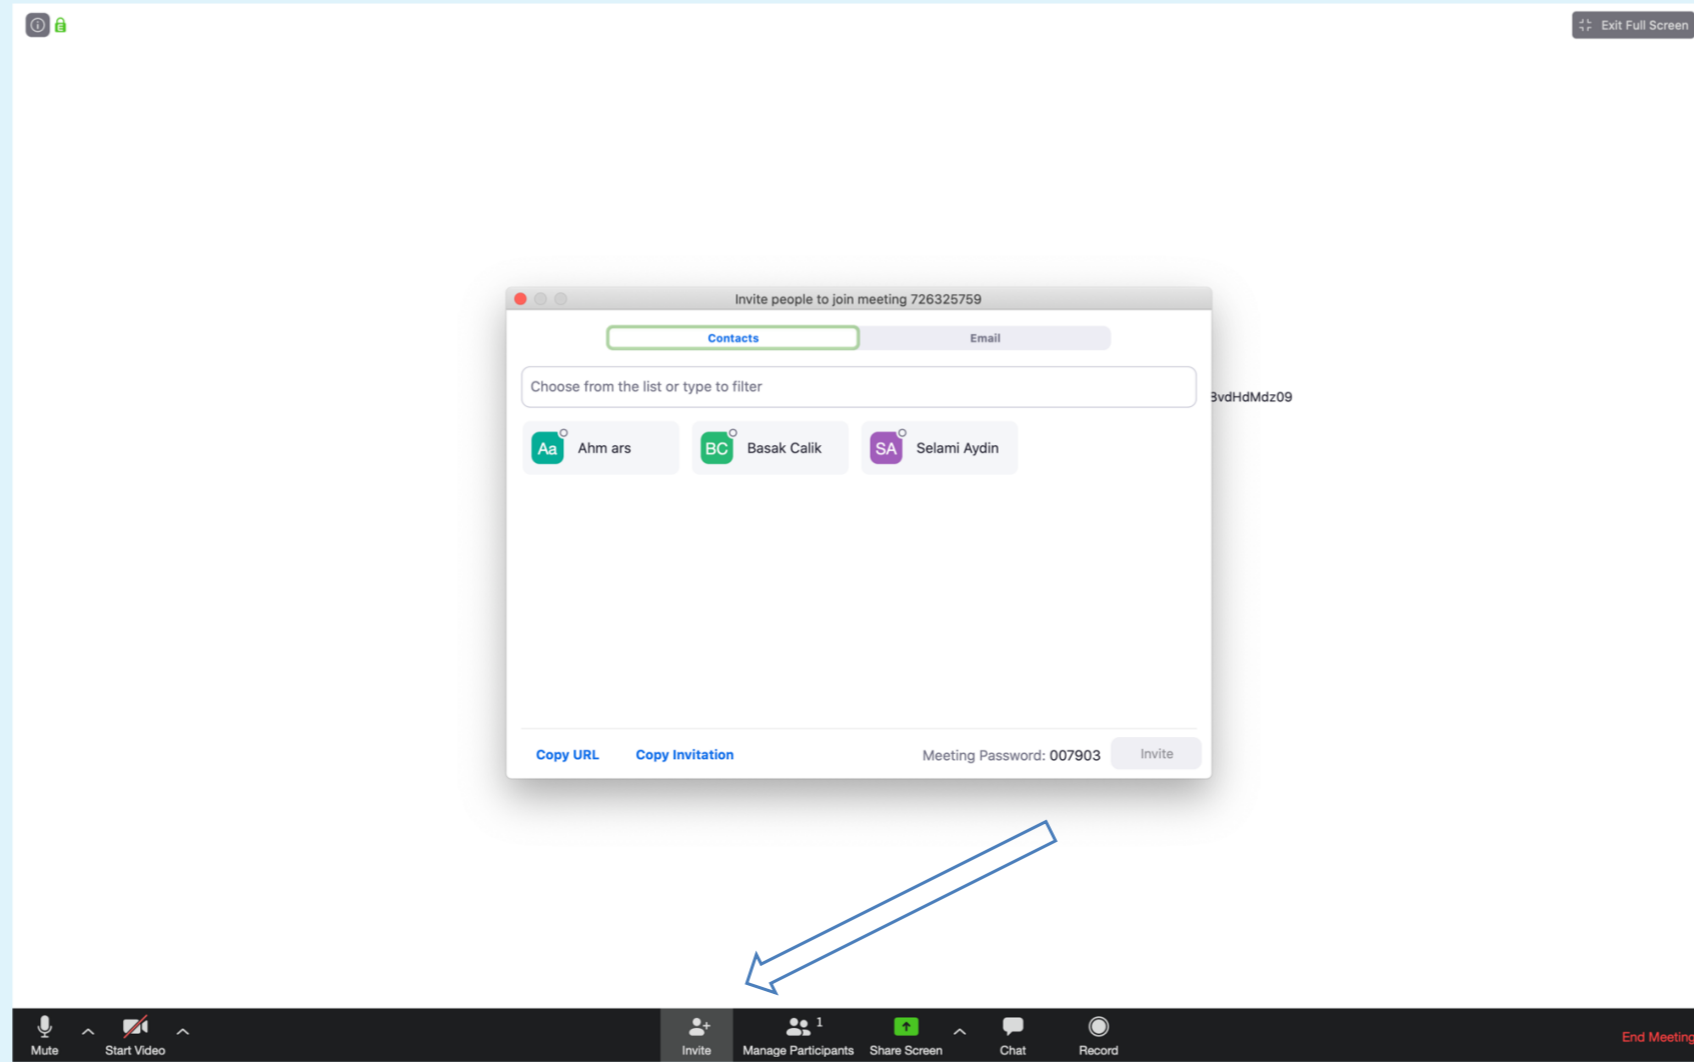 Exit Full Screen
Invite people to join meeting 726325759
Contacts Email
Choose from the list or type to filter
3vdHdMdz09
Aa Ahm ars BC Basak Calik SA Selami Aydin
Copy URL Copy Invitation Meeting Password: 007903 Invite
1
Mute Start Video Invite Manage Participants Share Screen Chat Record End Meeting